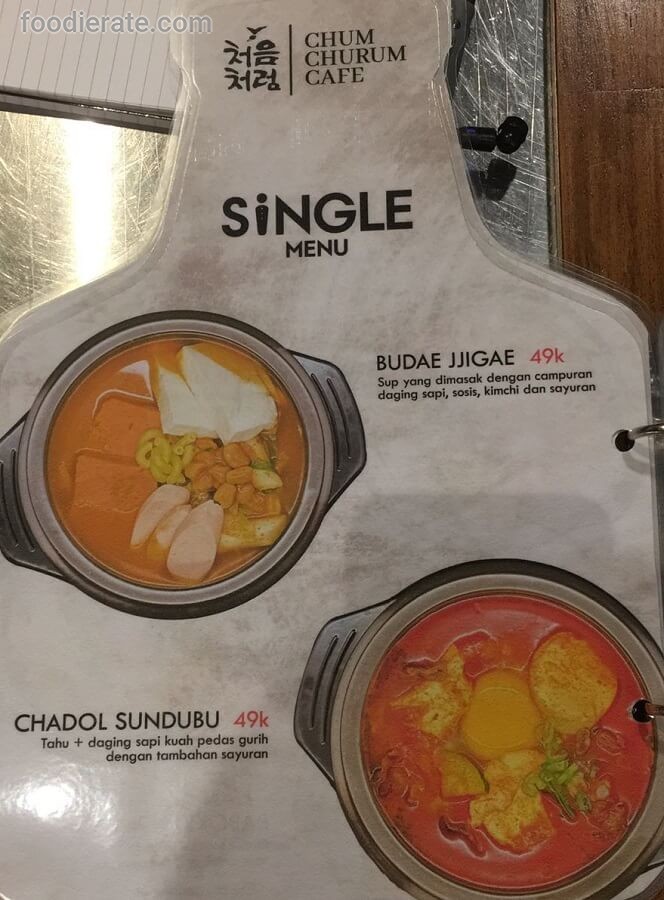 foodierate.com
처음
처럼
CHUM
CHURUM
CAFE
SiNGLE
MENU
BUDAE JJIGAE 49k
Sup yang dimasak dengan campuran
daging sapi, sosis, kimchi dan sayuran
CHADOL SUNDUBU 49k
Tahu + daging sapi kuah pedas gurih
dengan tambahan sayuran